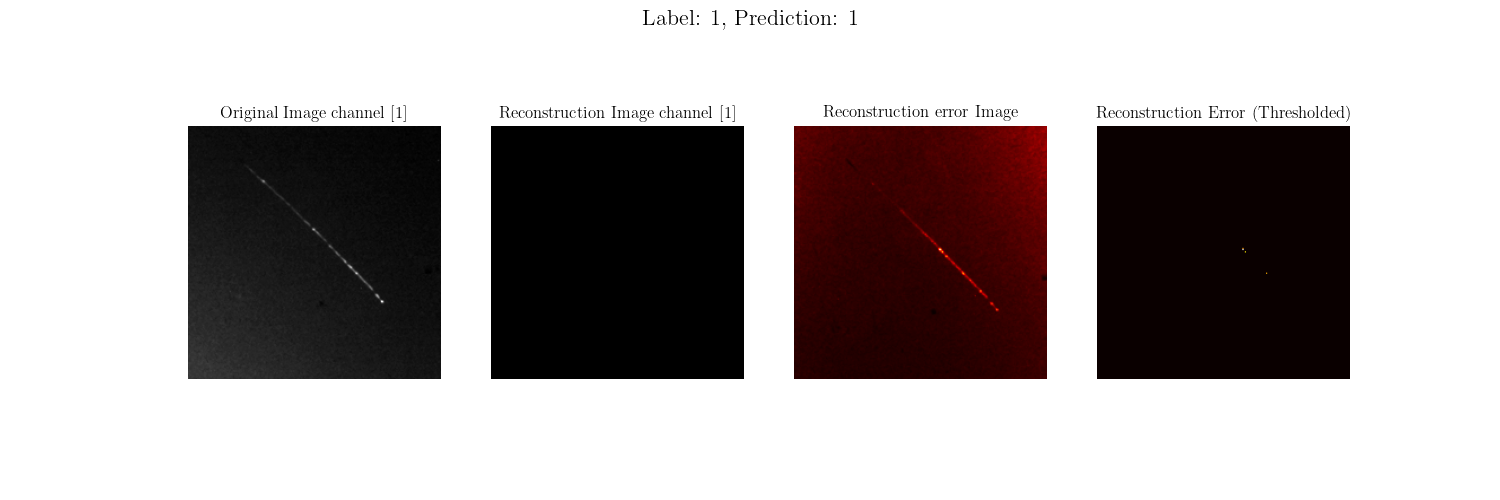 Label: 1, Prediction: 1
Original Image channel [1]
Reconstruction Image channel [1]
Reconstruction error Image
Reconstruction Error (Thresholded)